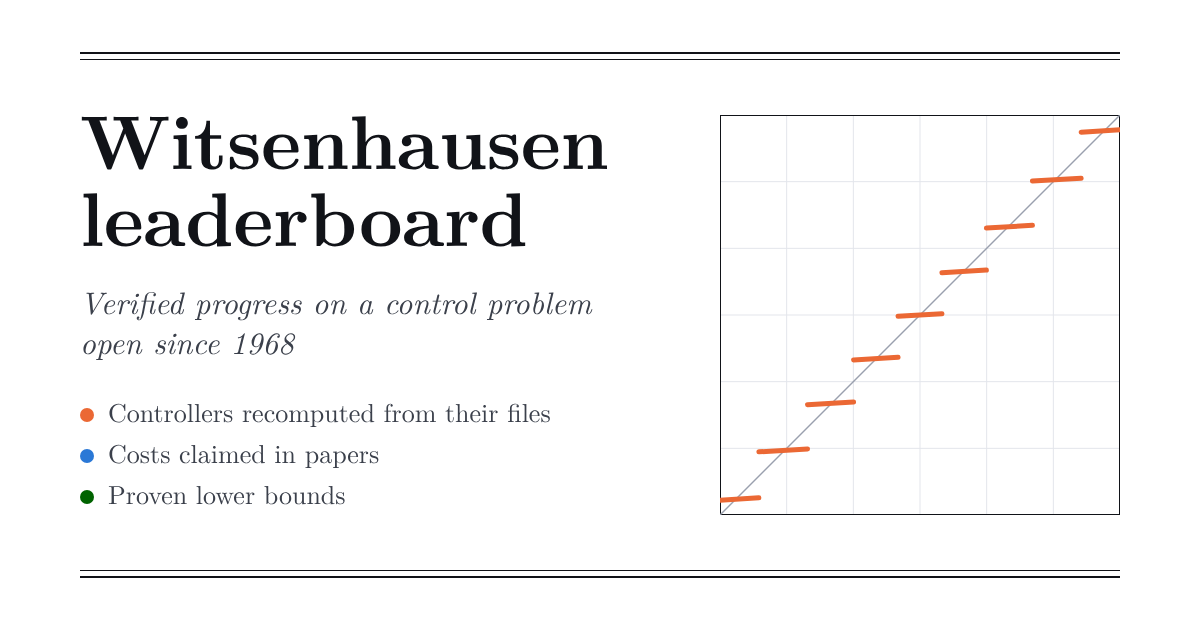 Witsenhausen
leaderboard
Verified progress on a control problem
open since 1968
Controllers recomputed from their files
Costs claimed in papers
Proven lower bounds